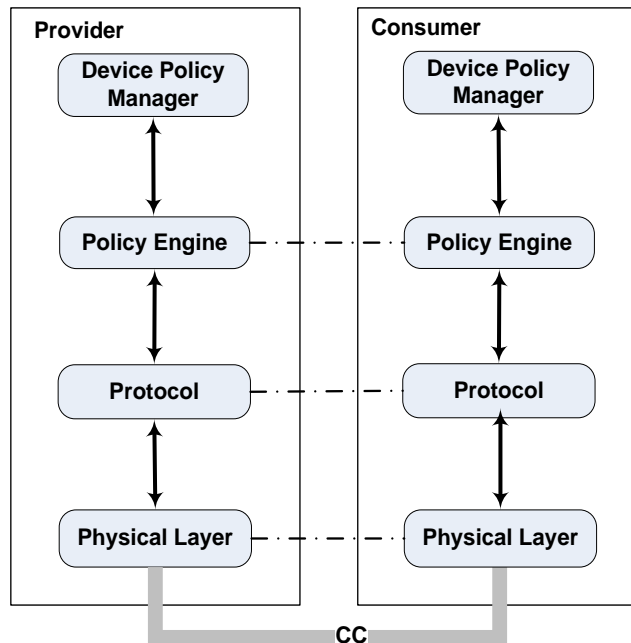 Provider
Device Policy
Manager
Policy Engine
Protocol
Physical Layer
Consumer
Device Policy
Manager
Policy Engine
Protocol
Physical Layer
CC